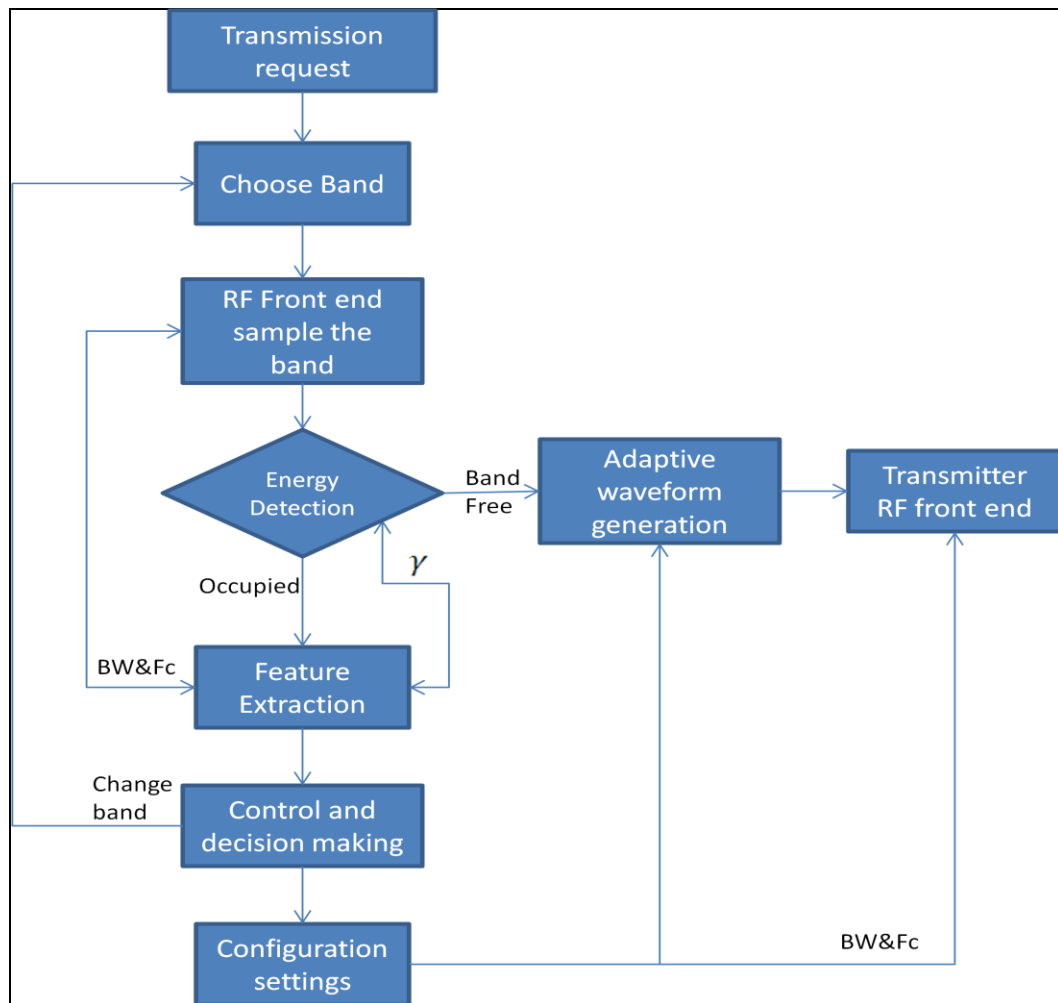 Transmission
request
Choose Band
RF Front end
sample the
band
Energy
Detection
Band
Free
Adaptive
waveform
generation
Transmitter
RF front end
γ
Occupied
BW&Fc
Feature
Extraction
Change
band
Control and
decision making
Configuration
settings
BW&Fc